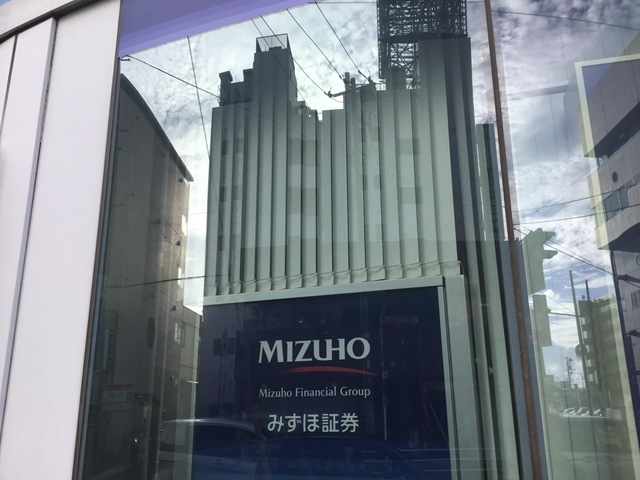 MIZUHO
Mizuho Financial Group
みずほ証券